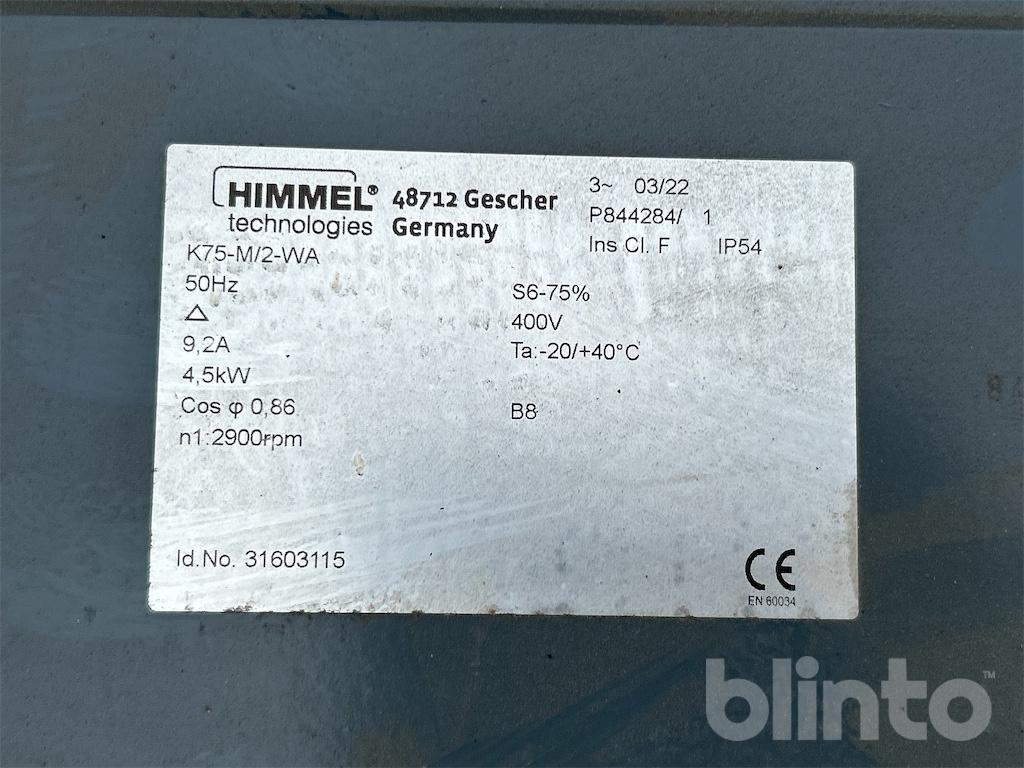 HIMMEL®
technologies
48712 Gescher
Germany
3~ 03/22
P844284/ 1
Ins Cl. F IP54
K75-M/2-WA
50Hz S6-75%
△ 400V
9,2A Ta:-20/+40°C
4,5kW
Cos φ 0,86 B8
n1:2900rpm
Id.No. 31603115
CE
EN 60034
blinto™